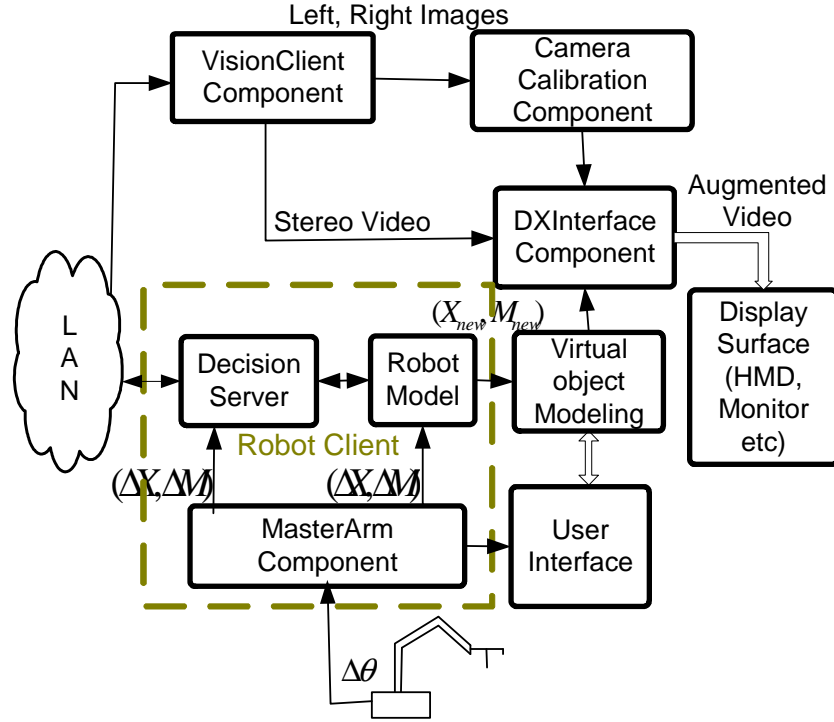 Left, Right Images
VisionClient
Component
Camera
Calibration
Component
Stereo Video
DXInterface
Component
Augmented
Video
L
A
N
(X_new, M_new)
Decision
Server
Robot
Model
Virtual
object
Modeling
Display
Surface
(HMD,
Monitor
etc)
Robot Client
(ΔX, ΔM)
(ΔX, ΔM)
MasterArm
Component
User
Interface
Δθ